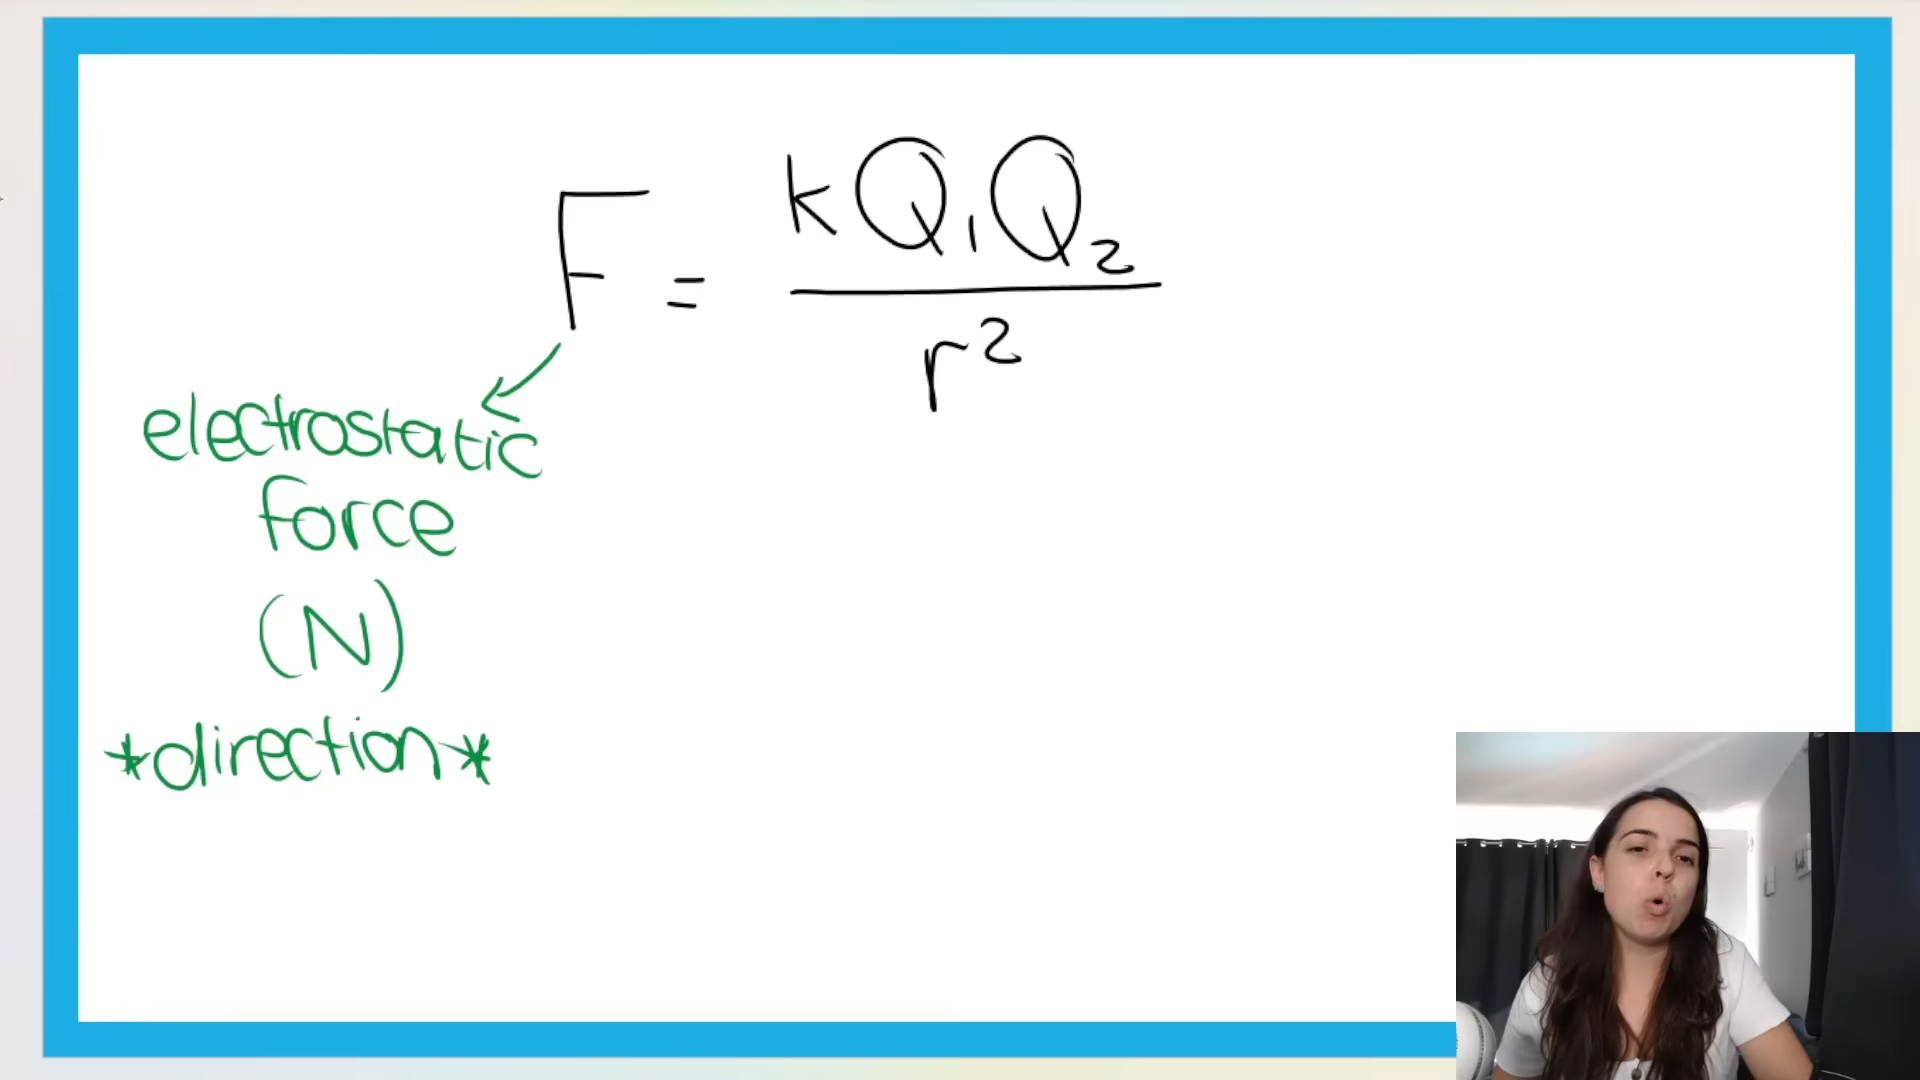 F = kQ₁Q₂
r²
electrostatic
force
(N)
*direction*